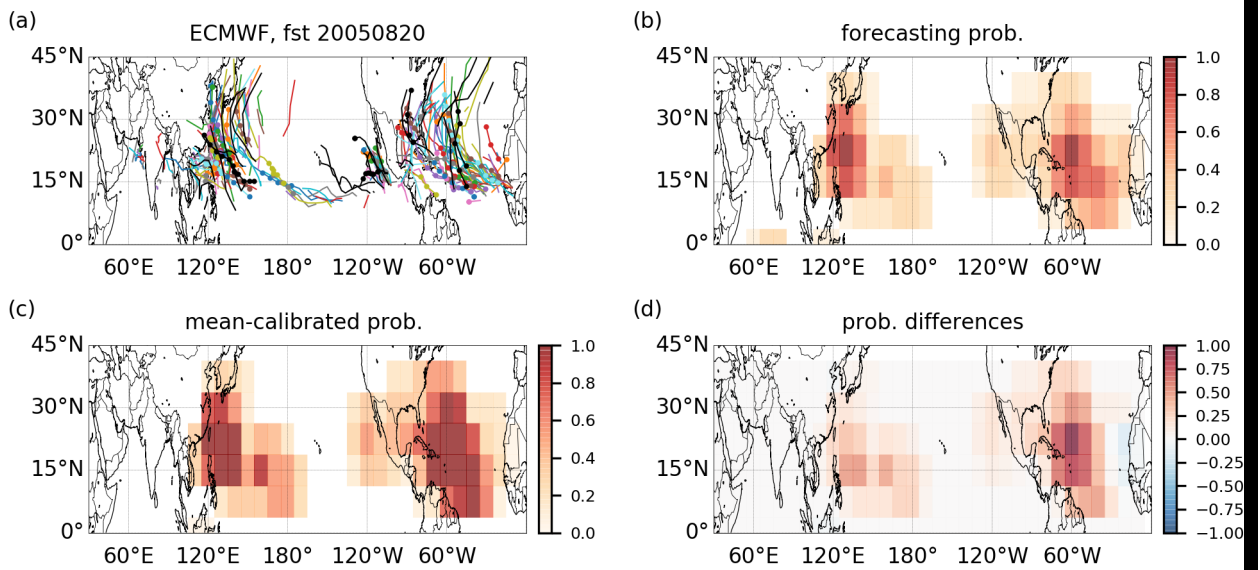 (a)
ECMWF, fst 20050820
45°N
30°N
15°N
0°
60°E 120°E 180° 120°W 60°W
(b)
forecasting prob.
45°N
30°N
15°N
0°
60°E 120°E 180° 120°W 60°W
1.0
0.8
0.6
0.4
0.2
0.0
(c)
mean-calibrated prob.
45°N
30°N
15°N
0°
60°E 120°E 180° 120°W 60°W
1.0
0.8
0.6
0.4
0.2
0.0
(d)
prob. differences
45°N
30°N
15°N
0°
60°E 120°E 180° 120°W 60°W
1.00
0.75
0.50
0.25
0.00
−0.25
−0.50
−0.75
−1.00